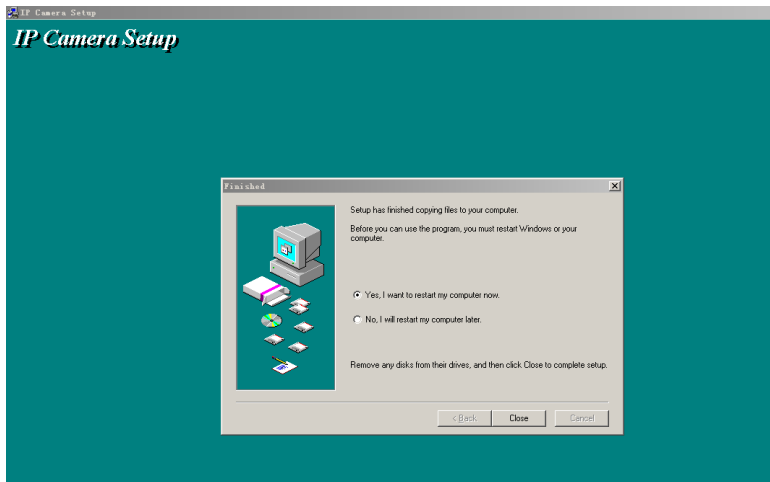 IP Camera Setup
IP Camera Setup
Finished
Setup has finished copying files to your computer.
Before you can use the program, you must restart Windows or your
computer.
Yes, I want to restart my computer now.
No, I will restart my computer later.
Remove any disks from their drives, and then click Close to complete setup.
< Back
Close
Cancel